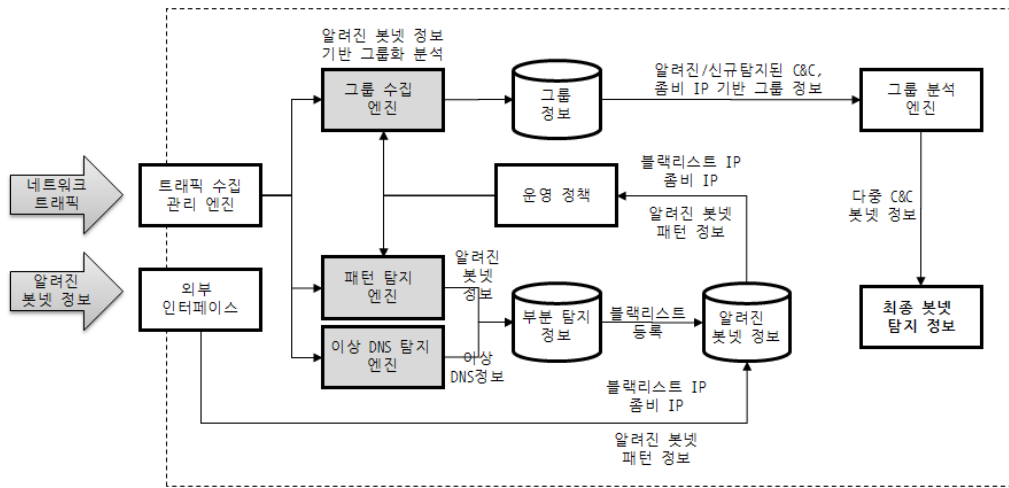 알려진 봇넷 정보
기반 그룹화 분석
그룹 수집
엔진
그룹
정보
알려진/신규탐지된 C&C,
좀비 IP 기반 그룹 정보
그룹 분석
엔진
네트워크
트래픽
트래픽 수집
관리 엔진
운영 정책
블랙리스트 IP
좀비 IP
알려진 봇넷
패턴 정보
다중 C&C
봇넷 정보
알려진
봇넷 정보
외부
인터페이스
패턴 탐지
엔진
알려진
봇넷
정보
이상 DNS 탐지
엔진
이상
DNS정보
부분 탐지
정보
블랙리스트
등록
알려진
봇넷 정보
최종 봇넷
탐지 정보
블랙리스트 IP
좀비 IP
알려진 봇넷
패턴 정보